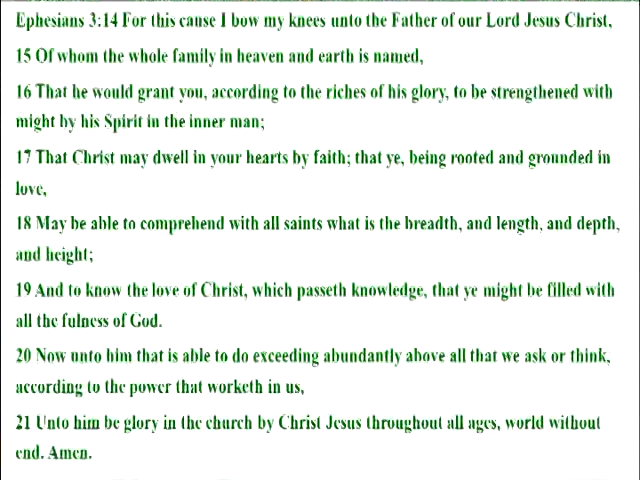 Ephesians 3:14 For this cause I bow my knees unto the Father of our Lord Jesus Christ,
15 Of whom the whole family in heaven and earth is named,
16 That he would grant you, according to the riches of his glory, to be strengthened with
might by his Spirit in the inner man;
17 That Christ may dwell in your hearts by faith; that ye, being rooted and grounded in
love,
18 May be able to comprehend with all saints what is the breadth, and length, and depth,
and height;
19 And to know the love of Christ, which passeth knowledge, that ye might be filled with
all the fulness of God.
20 Now unto him that is able to do exceeding abundantly above all that we ask or think,
according to the power that worketh in us,
21 Unto him be glory in the church by Christ Jesus throughout all ages, world without
end. Amen.